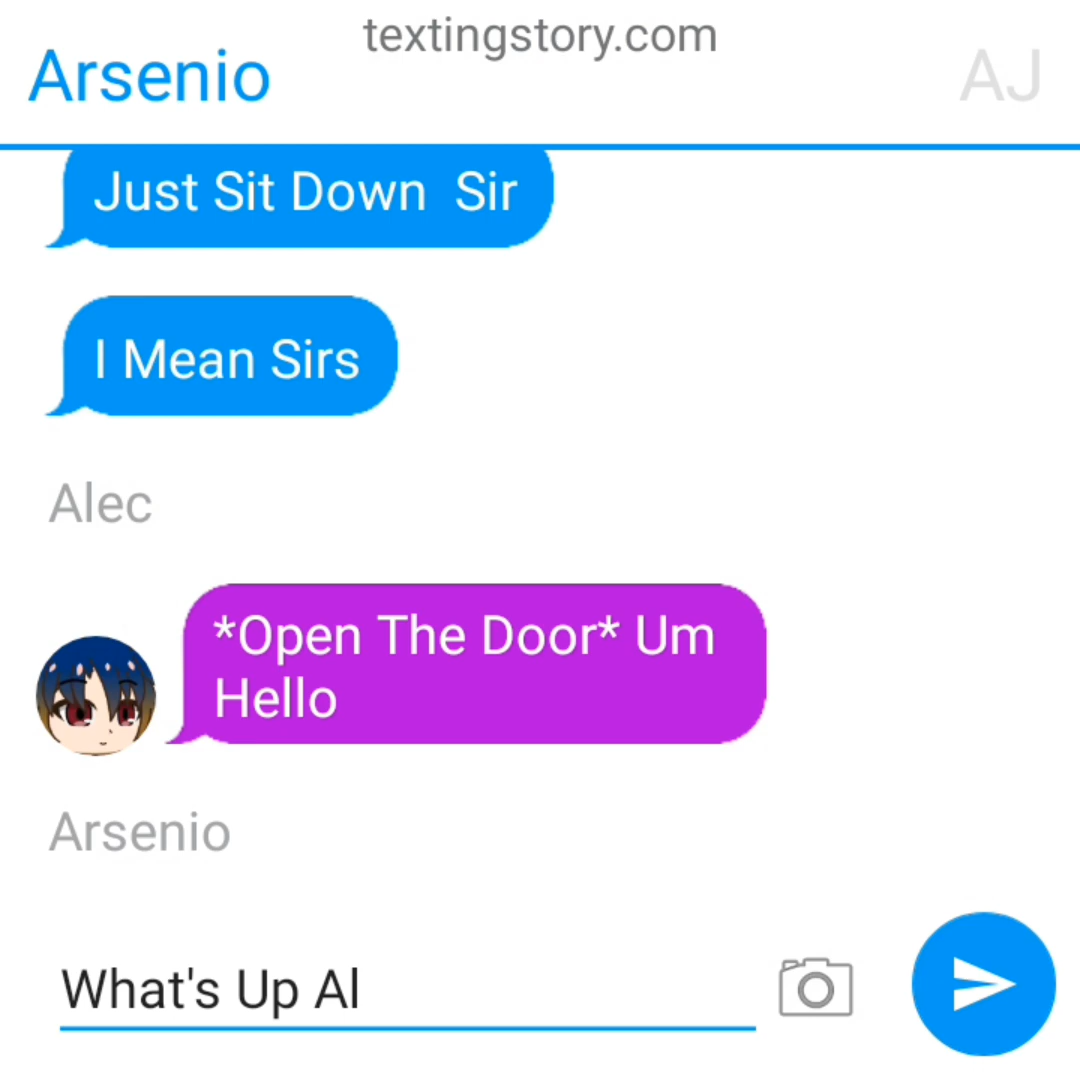 textingstory.com
Arsenio
AJ
Just Sit Down  Sir
I Mean Sirs
Alec
*Open The Door* Um
Hello
Arsenio
What's Up Al